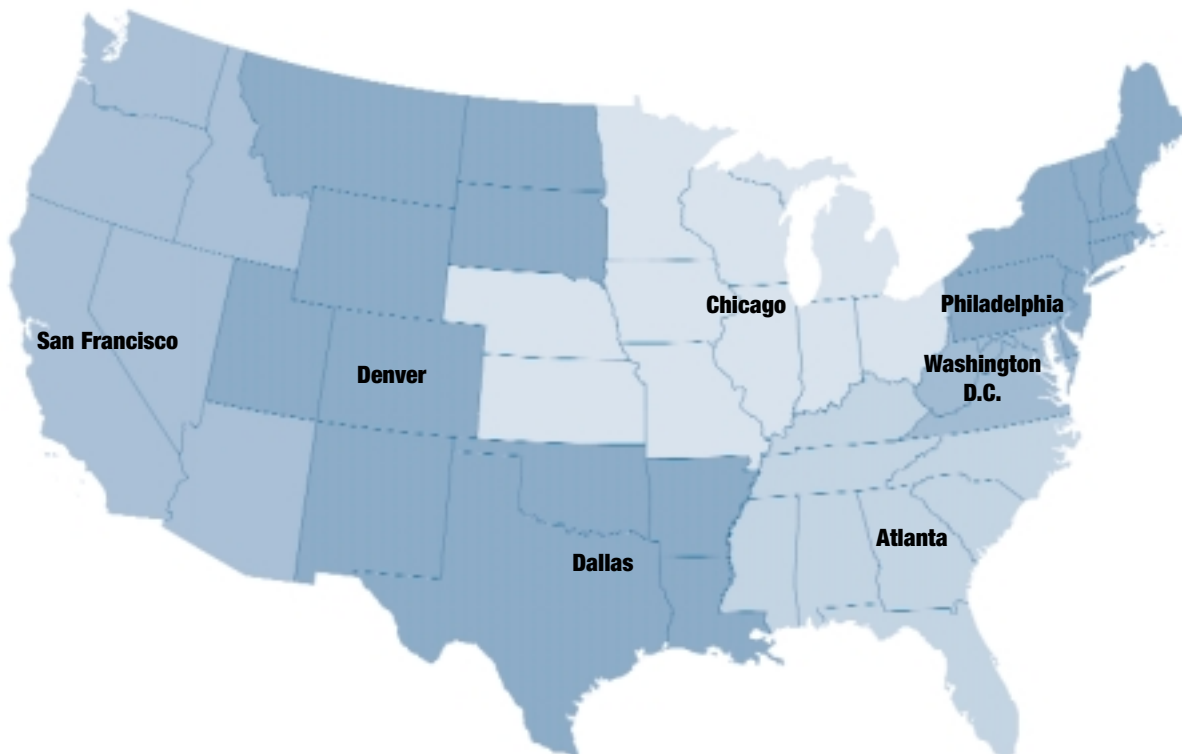 Chicago
Philadelphia
San Francisco
Denver
Washington
D.C.
Atlanta
Dallas